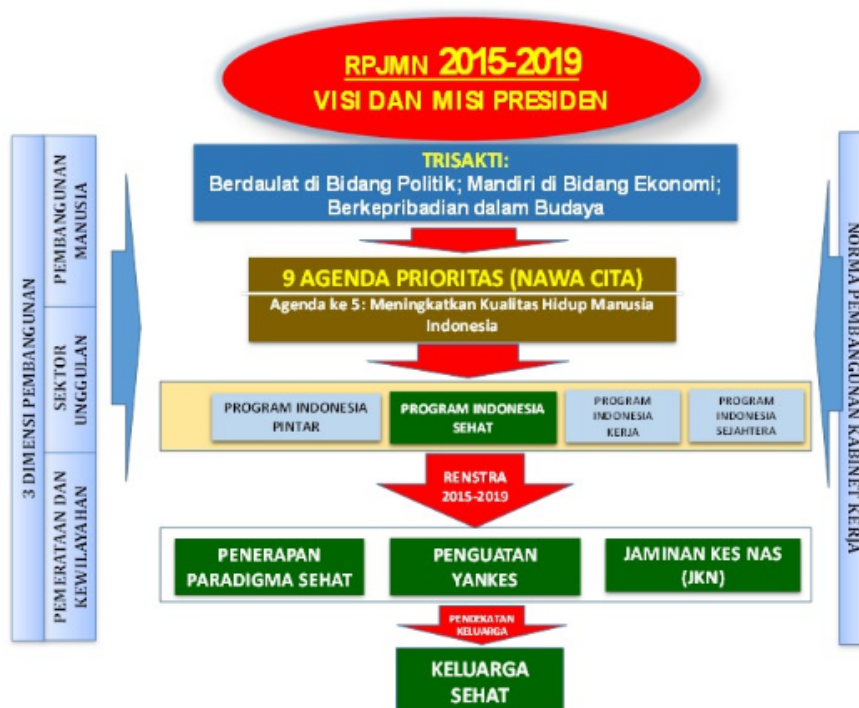 RPJMN 2015-2019
VISI DAN MISI PRESIDEN
TRISAKTI:
Berdaulat di Bidang Politik; Mandiri di Bidang Ekonomi;
Berkepribadian dalam Budaya
9 AGENDA PRIORITAS (NAWA CITA)
Agenda ke 5: Meningkatkan Kualitas Hidup Manusia
Indonesia
3 DIMENSI PEMBANGUNAN
PEMBANGUNAN
MANUSIA
SEKTOR
UNGGULAN
PEMERATAAN DAN
KEWILAYAHAN
NORMA PEMBANGUNAN KABINET KERJA
PROGRAM INDONESIA
PINTAR
PROGRAM INDONESIA
SEHAT
PROGRAM
INDONESIA
KERJA
PROGRAM
INDONESIA
SEJAHTERA
RENSTRA
2015-2019
PENERAPAN
PARADIGMA SEHAT
PENGUATAN
YANKES
JAMINAN KES NAS
(JKN)
PENDEKATAN
KELUARGA
KELUARGA
SEHAT